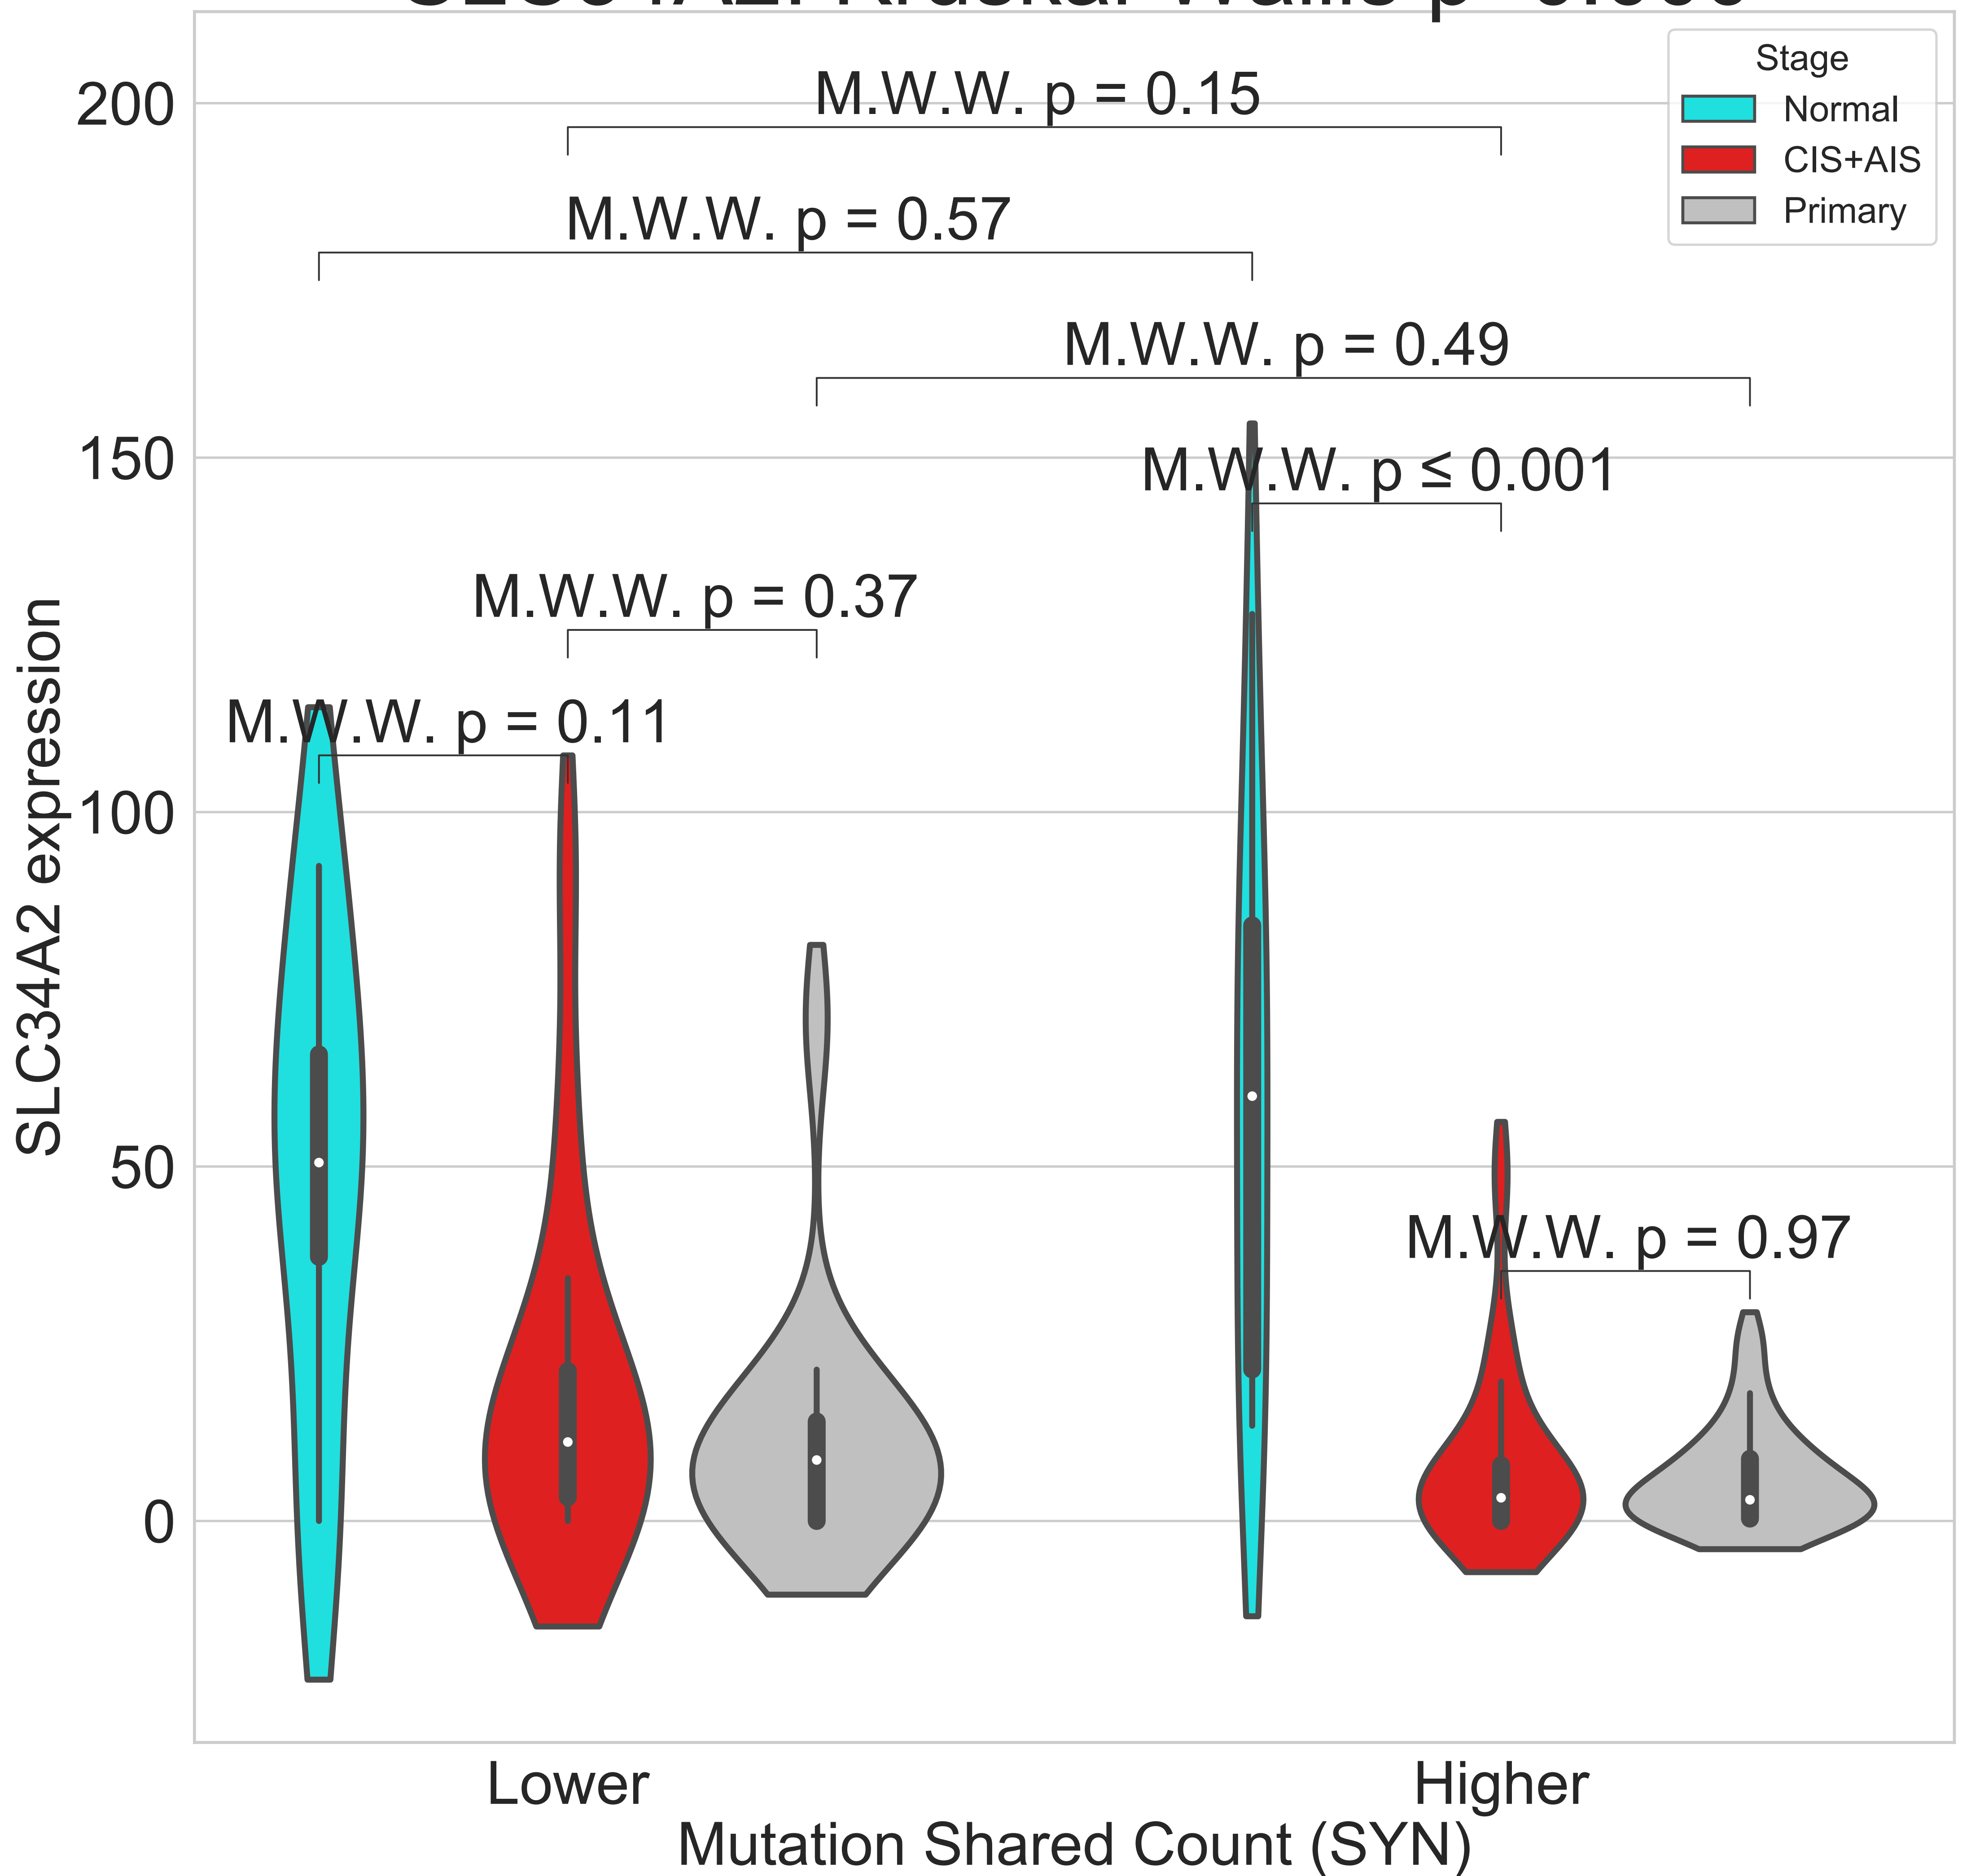 Stage
Normal
CIS+AIS
Primary
M.W.W. p = 0.15
M.W.W. p = 0.57
M.W.W. p = 0.49
M.W.W. p ≤ 0.001
M.W.W. p = 0.37
M.W.W. p = 0.11
M.W.W. p = 0.97
200
150
100
50
0
SLC34A2 expression
Lower
Higher
Mutation Shared Count (SYN)